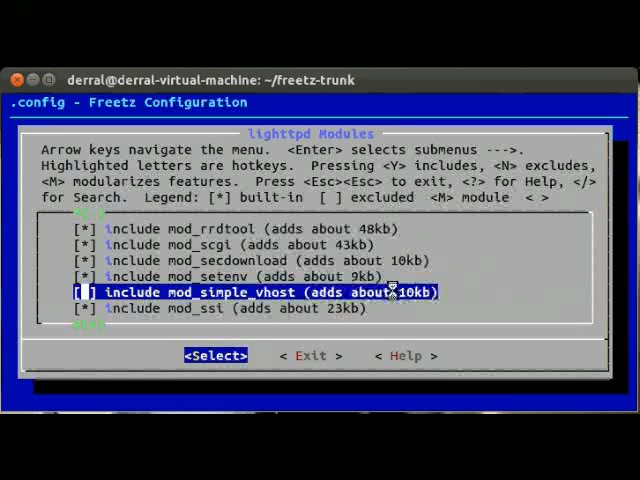 derral@derral-virtual-machine: ~/freetz-trunk
.config - Freetz Configuration
lighttpd Modules
Arrow keys navigate the menu. <Enter> selects submenus --->.
Highlighted letters are hotkeys. Pressing <Y> includes, <N> excludes,
<M> modularizes features. Press <Esc><Esc> to exit, <?> for Help, </>
for Search. Legend: [*] built-in [ ] excluded <M> module < >
[*] include mod_rrdtool (adds about 48kb)
[*] include mod_scgi (adds about 43kb)
[*] include mod_secdownload (adds about 10kb)
[*] include mod_setenv (adds about 9kb)
[ ] include mod_simple_vhost (adds about 10kb)
[*] include mod_ssi (adds about 23kb)
<Select> < Exit > < Help >